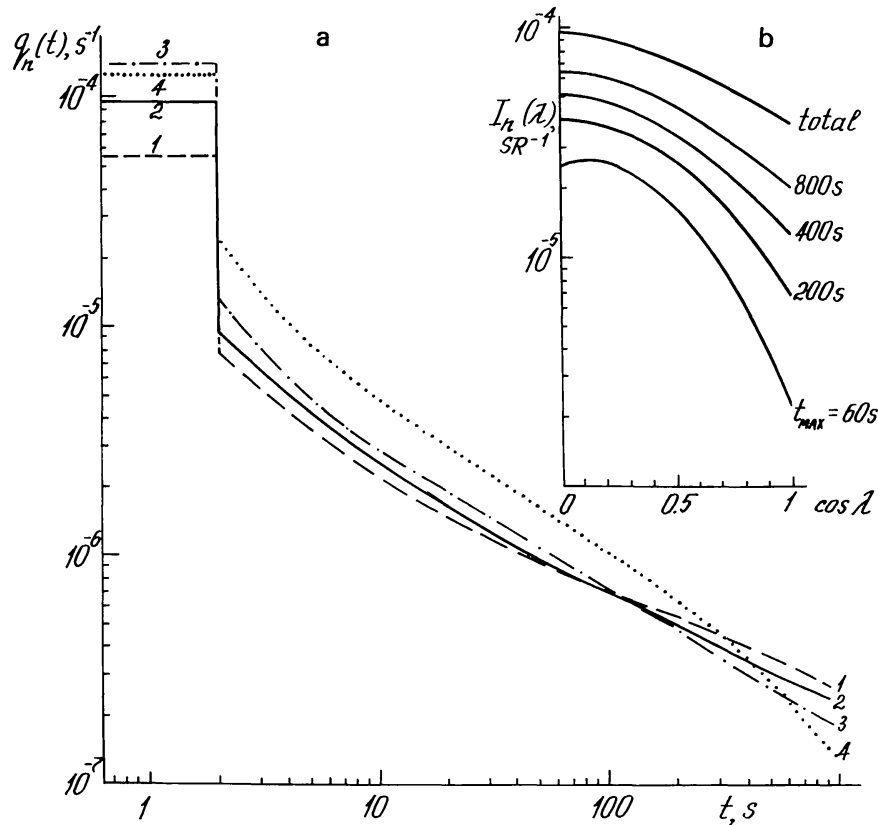 q_n(t), s⁻¹
a
3
4
2
1
10⁻⁴
10⁻⁵
10⁻⁶
10⁻⁷
1
2
3
4
1
10
100
t, s
b
10⁻⁴
I_n(λ),
SR⁻¹
10⁻⁵
total
800s
400s
200s
t_MAX = 60s
0
0.5
1
cos λ